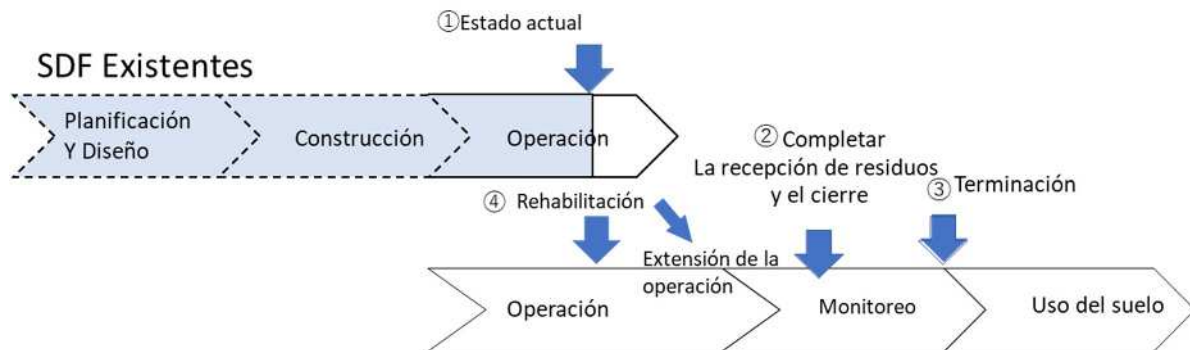 ①Estado actual
SDF Existentes
Planificación
Y Diseño
Construcción
Operación
② Completar
La recepción de residuos
y el cierre
③ Terminación
④ Rehabilitación
Extensión de la
operación
Operación
Monitoreo
Uso del suelo